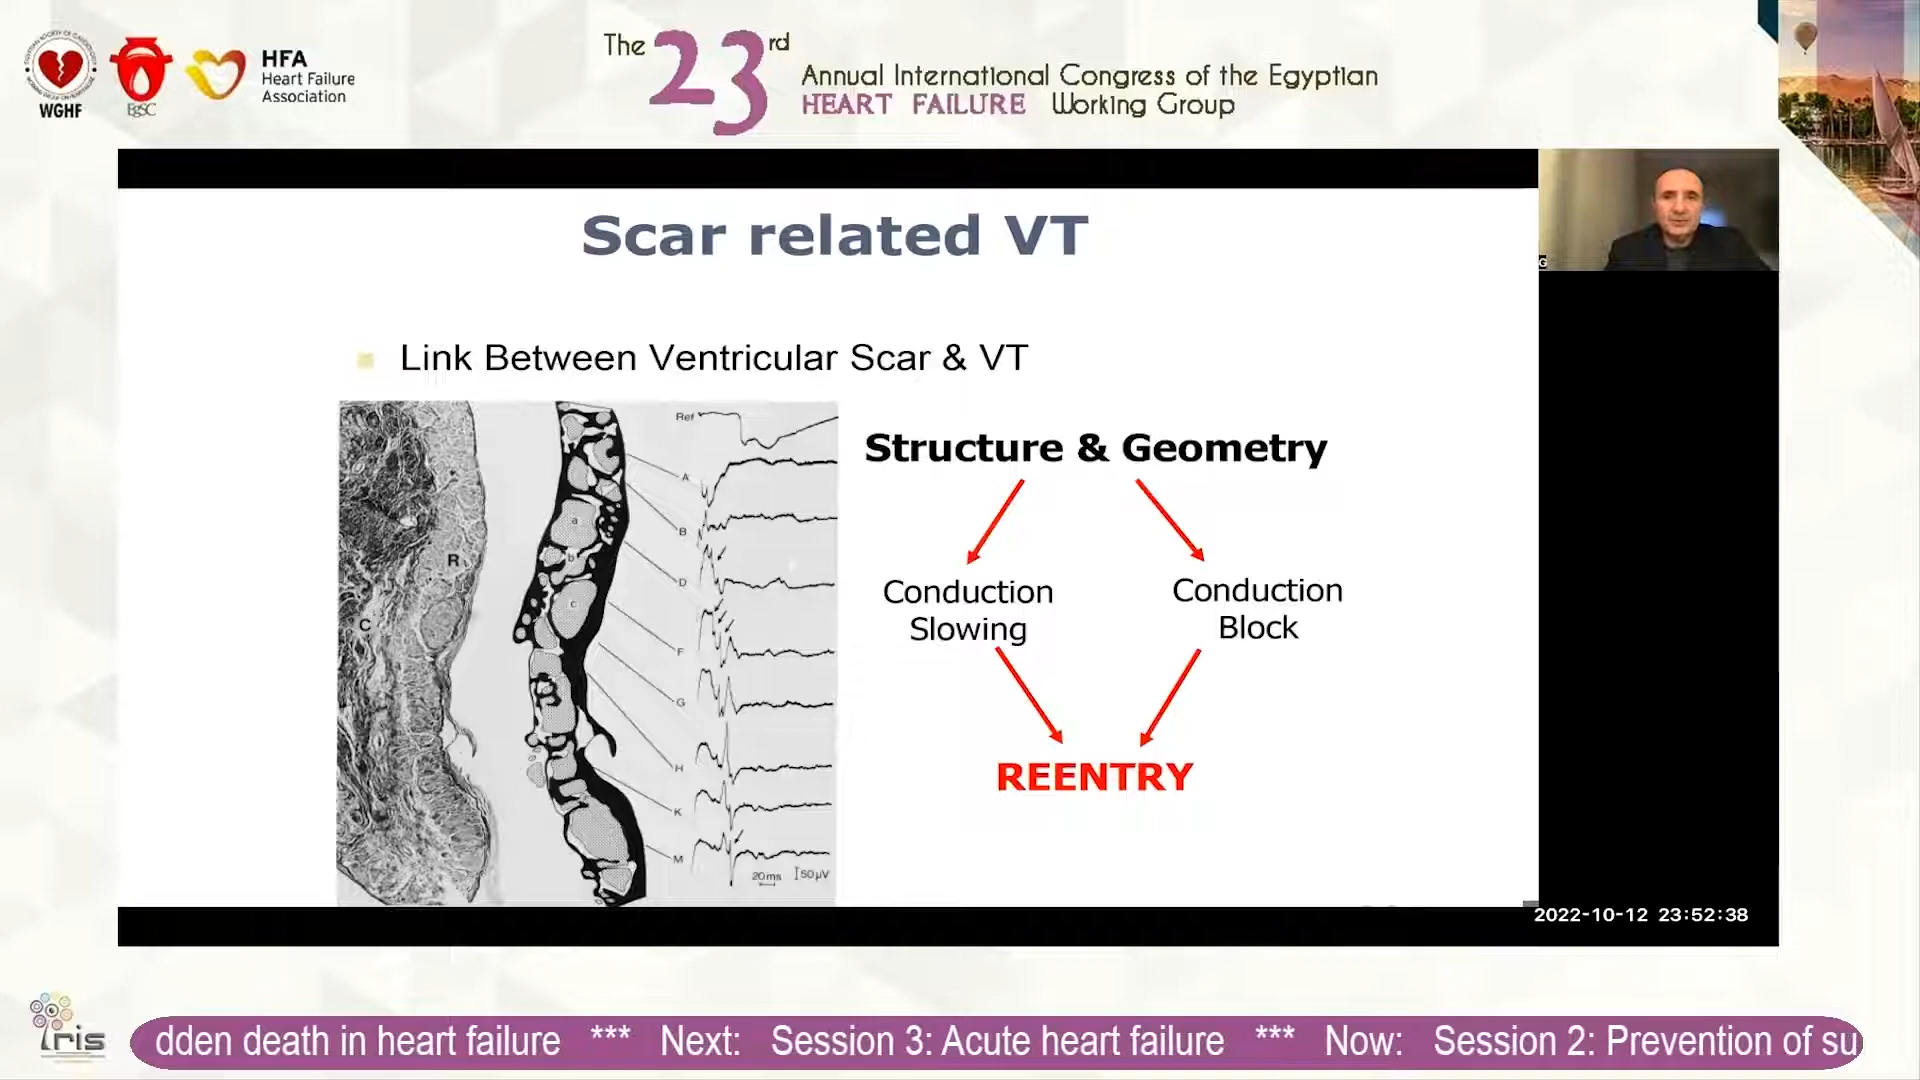 WGHF
EgSC
HFA
Heart Failure
Association
The 23rd
Annual International Congress of the Egyptian
HEART FAILURE Working Group
Scar related VT
Link Between Ventricular Scar & VT
Ref
A
B
D
F
G
H
K
M
R
C
a
b
c
20ms
50µV
Structure & Geometry
Conduction
Slowing
Conduction
Block
REENTRY
G
2022-10-12 23:52:38
Iris
dden death in heart failure *** Next: Session 3: Acute heart failure *** Now: Session 2: Prevention of su